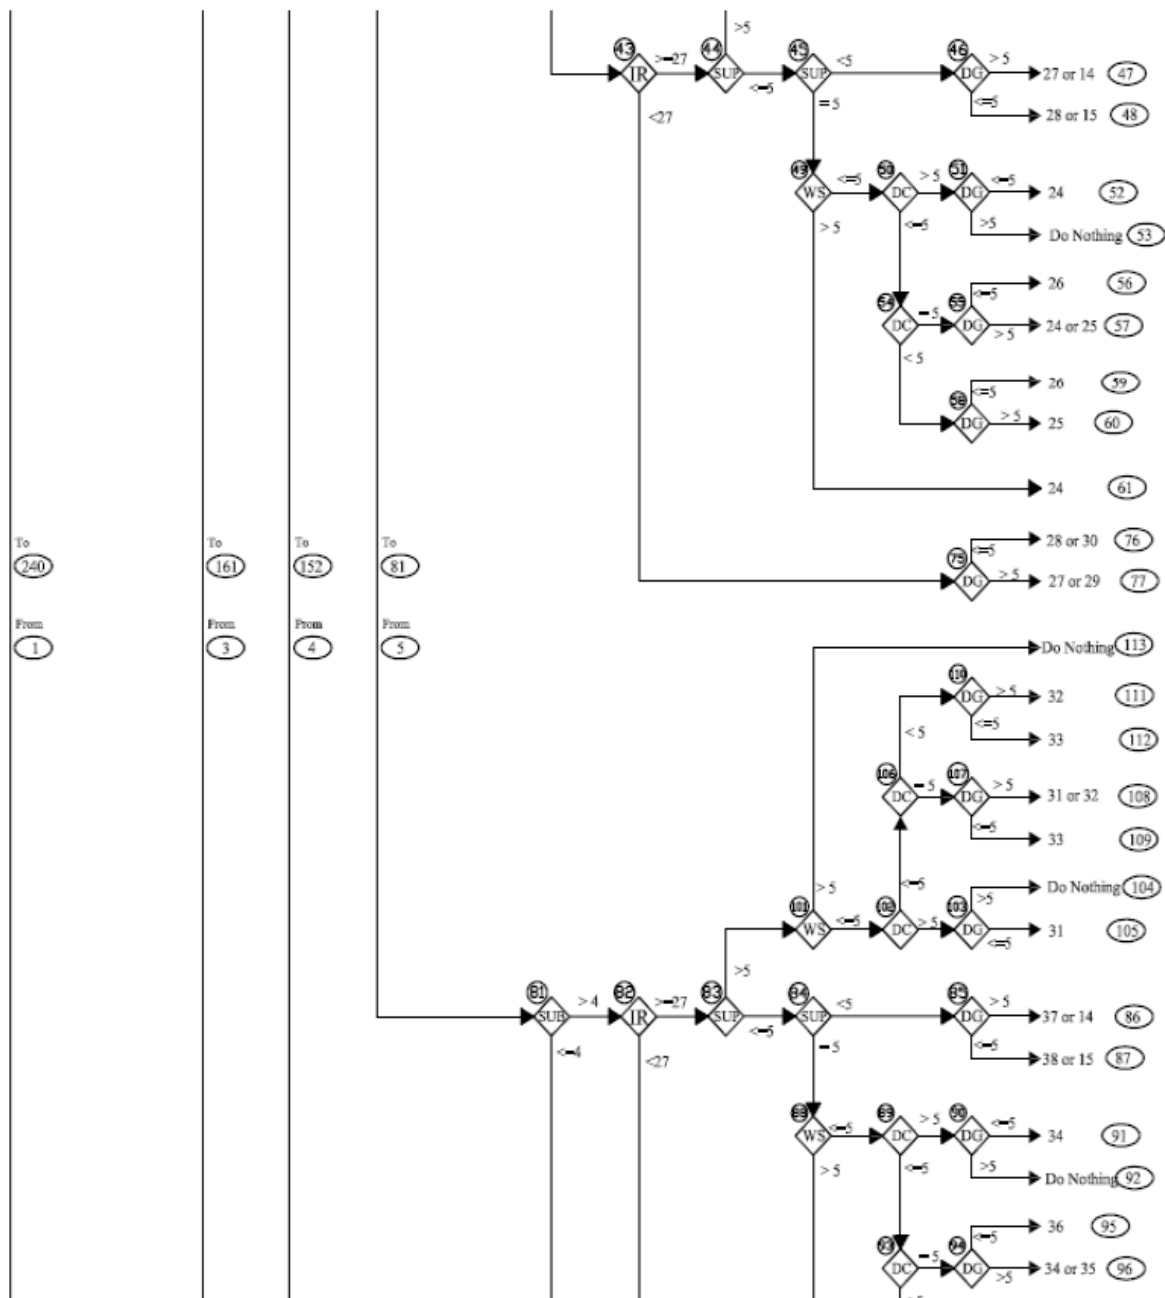 >5
43 >=27 44 45 <5 46 > 5
IR SUP SUP DG 27 or 14 47
<=5
=5 <=5
<27 28 or 15 48
49 <=5 50 > 5 51 <=5
WS DC DG 24 52
> 5 <=5 >5
Do Nothing 53
26 56
54 =5 55 <=5
DC DG 24 or 25 57
< 5 > 5
26 59
58 <=5
DG > 5 25 60
24 61
To To To To
240 161 152 81
28 or 30 76
75 <=5
DG > 5 27 or 29 77
From From From From
1 3 4 5
Do Nothing 113
110 > 5
DG 32 111
< 5 <=5
33 112
106 =5 107 > 5
DC DG 31 or 32 108
<=5
33 109
> 5 <=5 Do Nothing 104
101 <=5 102 >5 103 >5
WS DC DG 31 105
<=5
>5
81 > 4 82 >=27 83 84 <5 85 > 5
SUB IR SUP SUP DG 37 or 14 86
<=5
<=4 <27 =5 <=5
38 or 15 87
88 <=5 89 > 5 90 <=5
WS DC DG 34 91
> 5 <=5 >5
Do Nothing 92
36 95
93 =5 94 <=5
DC DG 34 or 35 96
>5